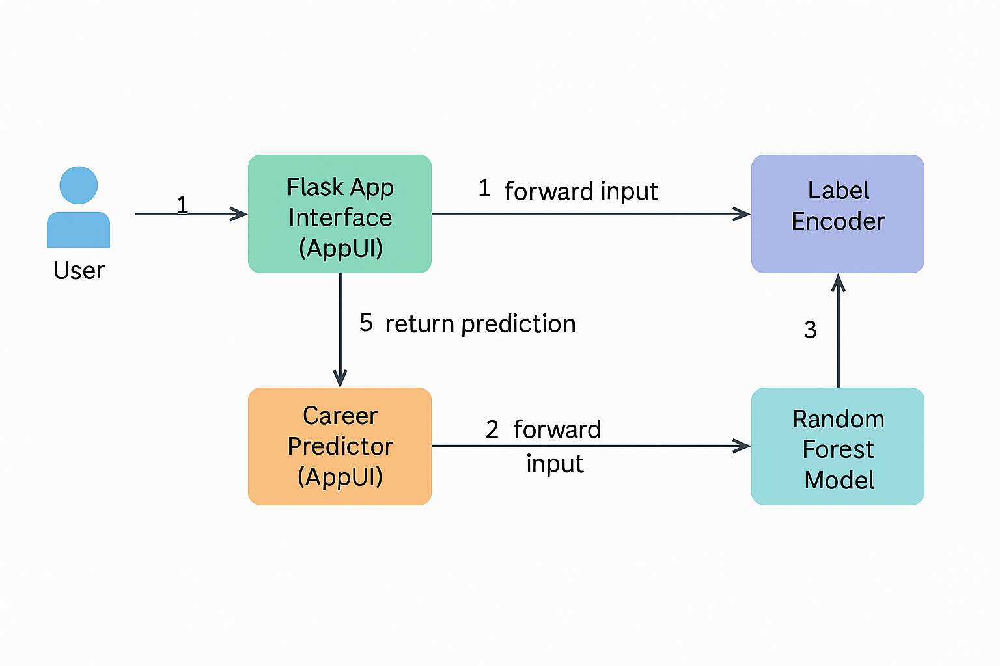 1
User
Flask App
Interface
(AppUI)
1 forward input
Label
Encoder
5 return prediction
3
Career
Predictor
(AppUI)
2 forward
input
Random
Forest
Model